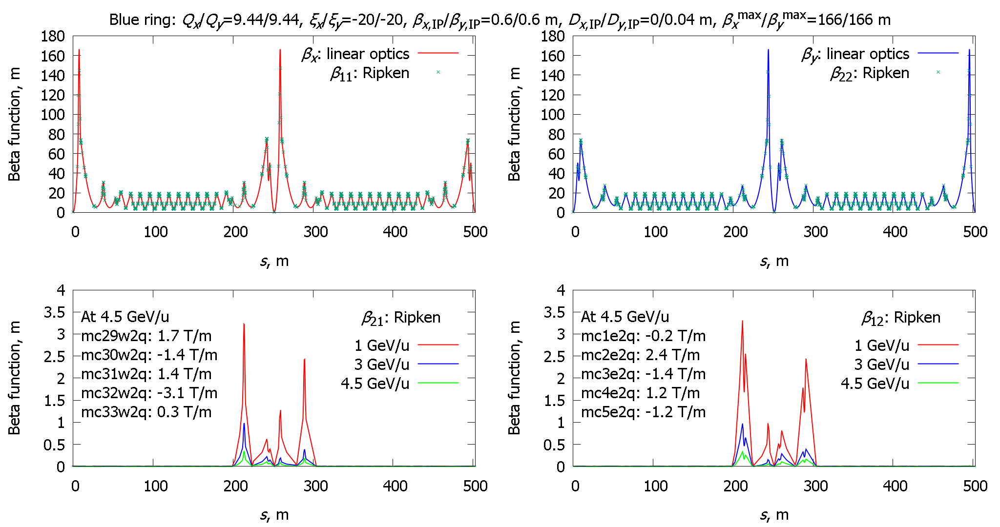 Blue ring: Qx/Qy=9.44/9.44, ξx/ξy=-20/-20, βx,IP/βy,IP=0.6/0.6 m, Dx,IP/Dy,IP=0/0.04 m, βx^max/βy^max=166/166 m
Beta function, m
180
160
140
120
100
80
60
40
20
0
βx: linear optics
β11: Ripken
0 100 200 300 400 500
s, m
Beta function, m
180
160
140
120
100
80
60
40
20
0
βy: linear optics
β22: Ripken
0 100 200 300 400 500
s, m
Beta function, m
4
3.5
3
2.5
2
1.5
1
0.5
0
At 4.5 GeV/u
mc29w2q: 1.7 T/m
mc30w2q: -1.4 T/m
mc31w2q: 1.4 T/m
mc32w2q: -3.1 T/m
mc33w2q: 0.3 T/m
β21: Ripken
1 GeV/u
3 GeV/u
4.5 GeV/u
0 100 200 300 400 500
s, m
Beta function, m
4
3.5
3
2.5
2
1.5
1
0.5
0
At 4.5 GeV/u
mc1e2q: -0.2 T/m
mc2e2q: 2.4 T/m
mc3e2q: -1.4 T/m
mc4e2q: 1.2 T/m
mc5e2q: -1.2 T/m
β12: Ripken
1 GeV/u
3 GeV/u
4.5 GeV/u
0 100 200 300 400 500
s, m